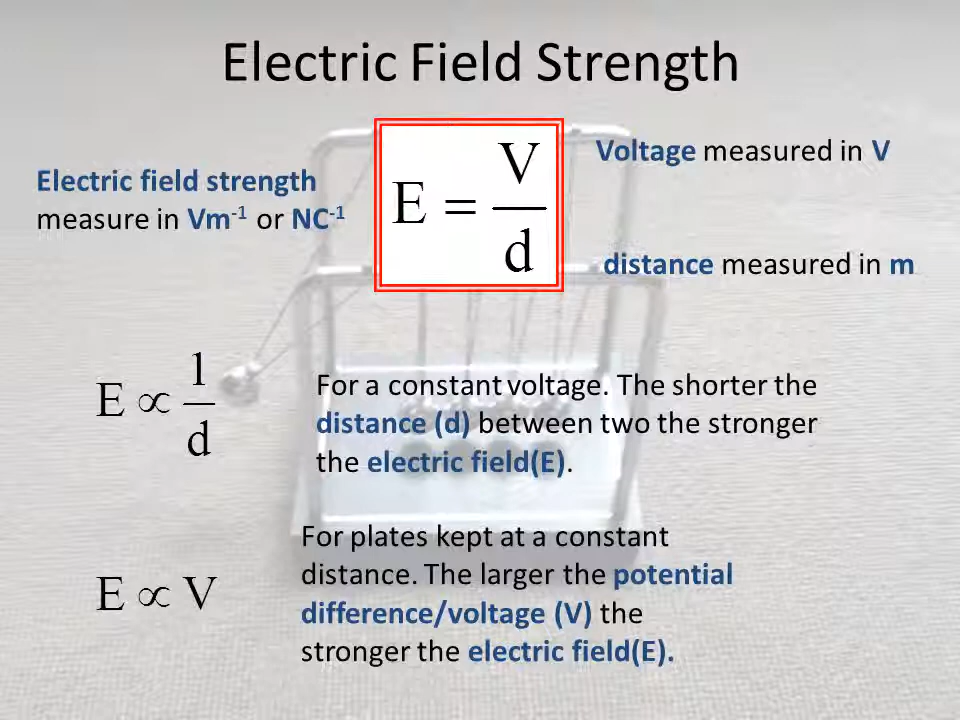 Electric Field Strength
Electric field strength
measure in Vm⁻¹ or NC⁻¹
E = V/d
Voltage measured in V
distance measured in m
E ∝ 1/d
For a constant voltage. The shorter the
distance (d) between two the stronger
the electric field(E).
E ∝ V
For plates kept at a constant
distance. The larger the potential
difference/voltage (V) the
stronger the electric field(E).